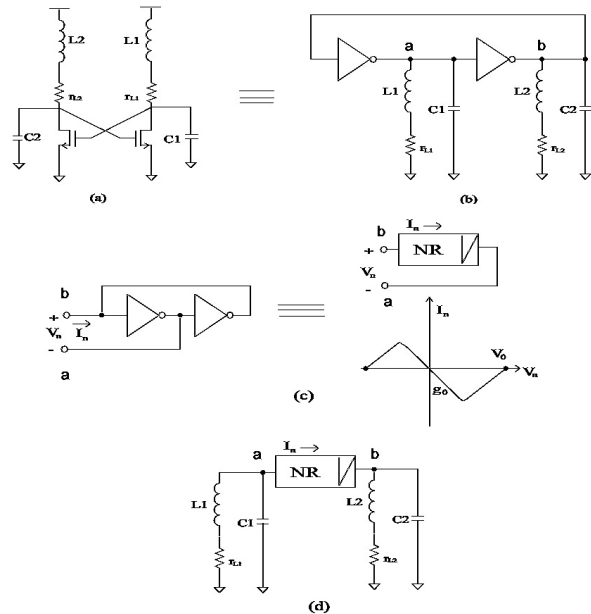 L2
L1
rL2
rL1
C2
C1
(a)
a
b
L1
C1
L2
C2
rL1
rL2
(b)
In
b
+
NR
Vn
-
a
In
b
+
Vn
In
-
a
V0
Vn
g0
(c)
In
a
NR
b
L1
C1
L2
C2
rL1
rL2
(d)